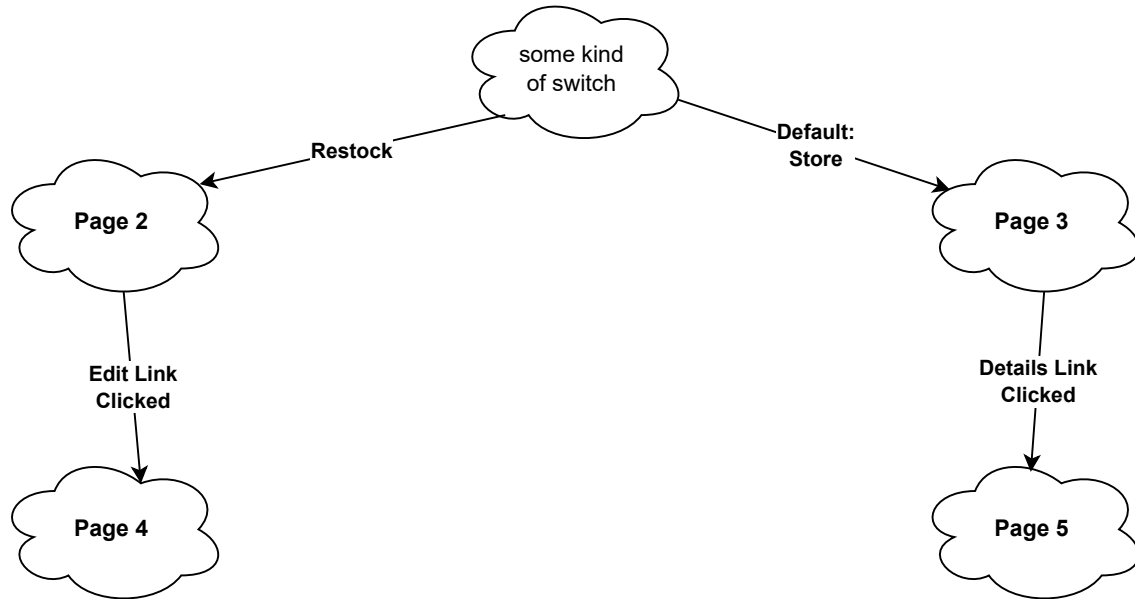 some kind
of switch
Restock
Default:
Store
Page 2
Page 3
Edit Link
Clicked
Details Link
Clicked
Page 4
Page 5